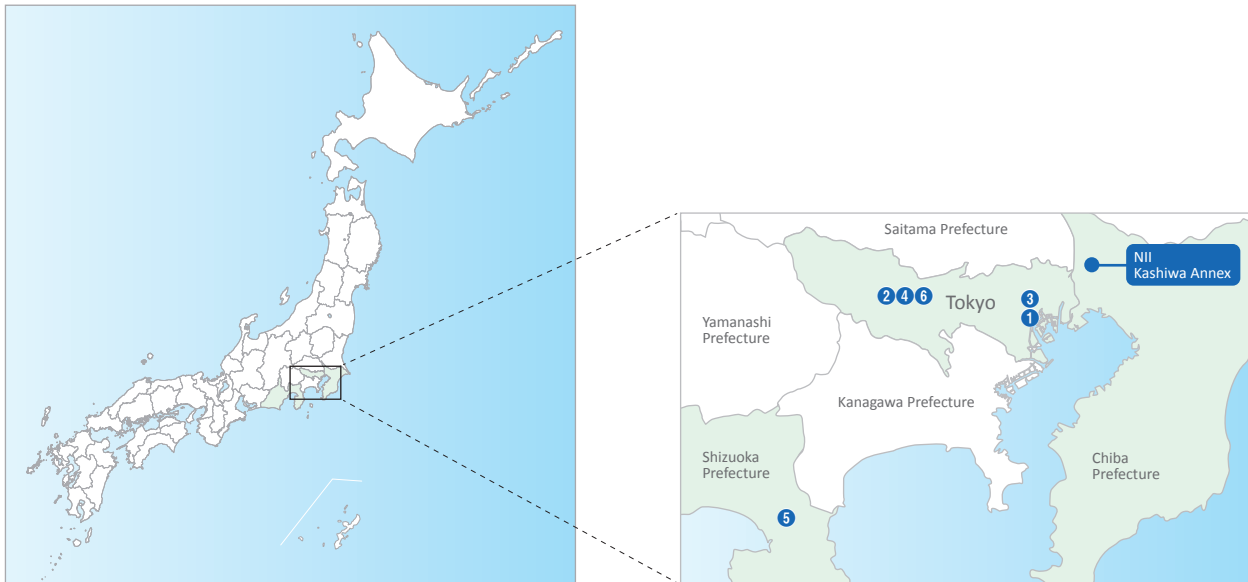 Saitama Prefecture
NII
Kashiwa Annex
2 4 6
Tokyo
3
1
Yamanashi
Prefecture
Kanagawa Prefecture
Shizuoka
Prefecture
Chiba
Prefecture
5